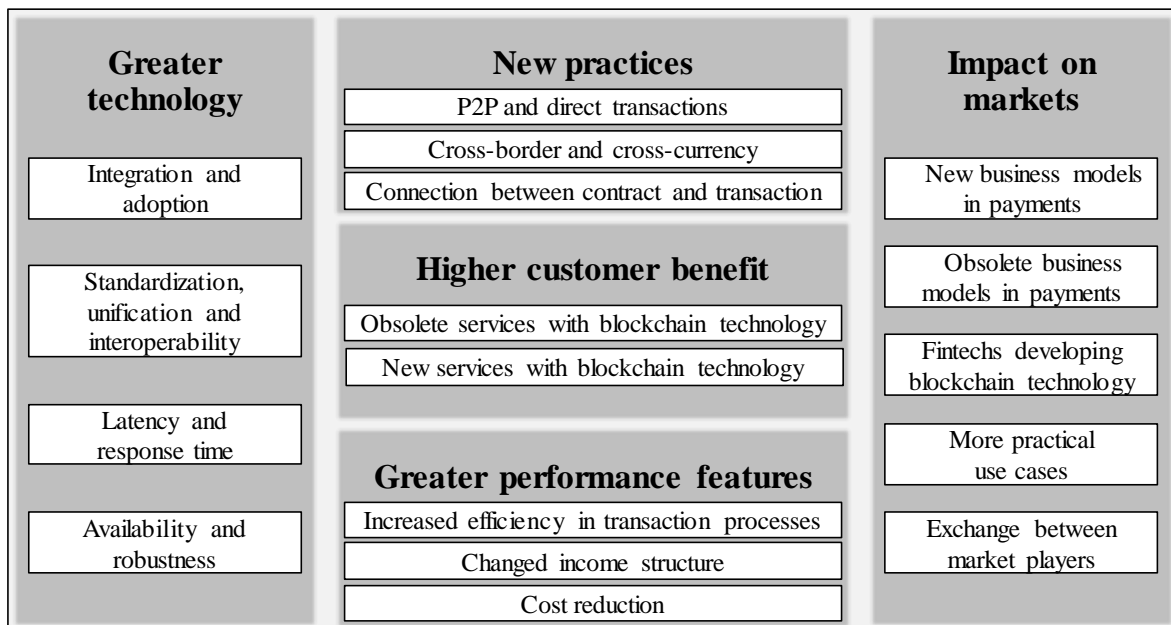 Greater
technology
Integration and
adoption
Standardization,
unification and
interoperability
Latency and
response time
Availability and
robustness
New practices
P2P and direct transactions
Cross-border and cross-currency
Connection between contract and transaction
Higher customer benefit
Obsolete services with blockchain technology
New services with blockchain technology
Greater performance features
Increased efficiency in transaction processes
Changed income structure
Cost reduction
Impact on
markets
New business models
in payments
Obsolete business
models in payments
Fintechs developing
blockchain technology
More practical
use cases
Exchange between
market players